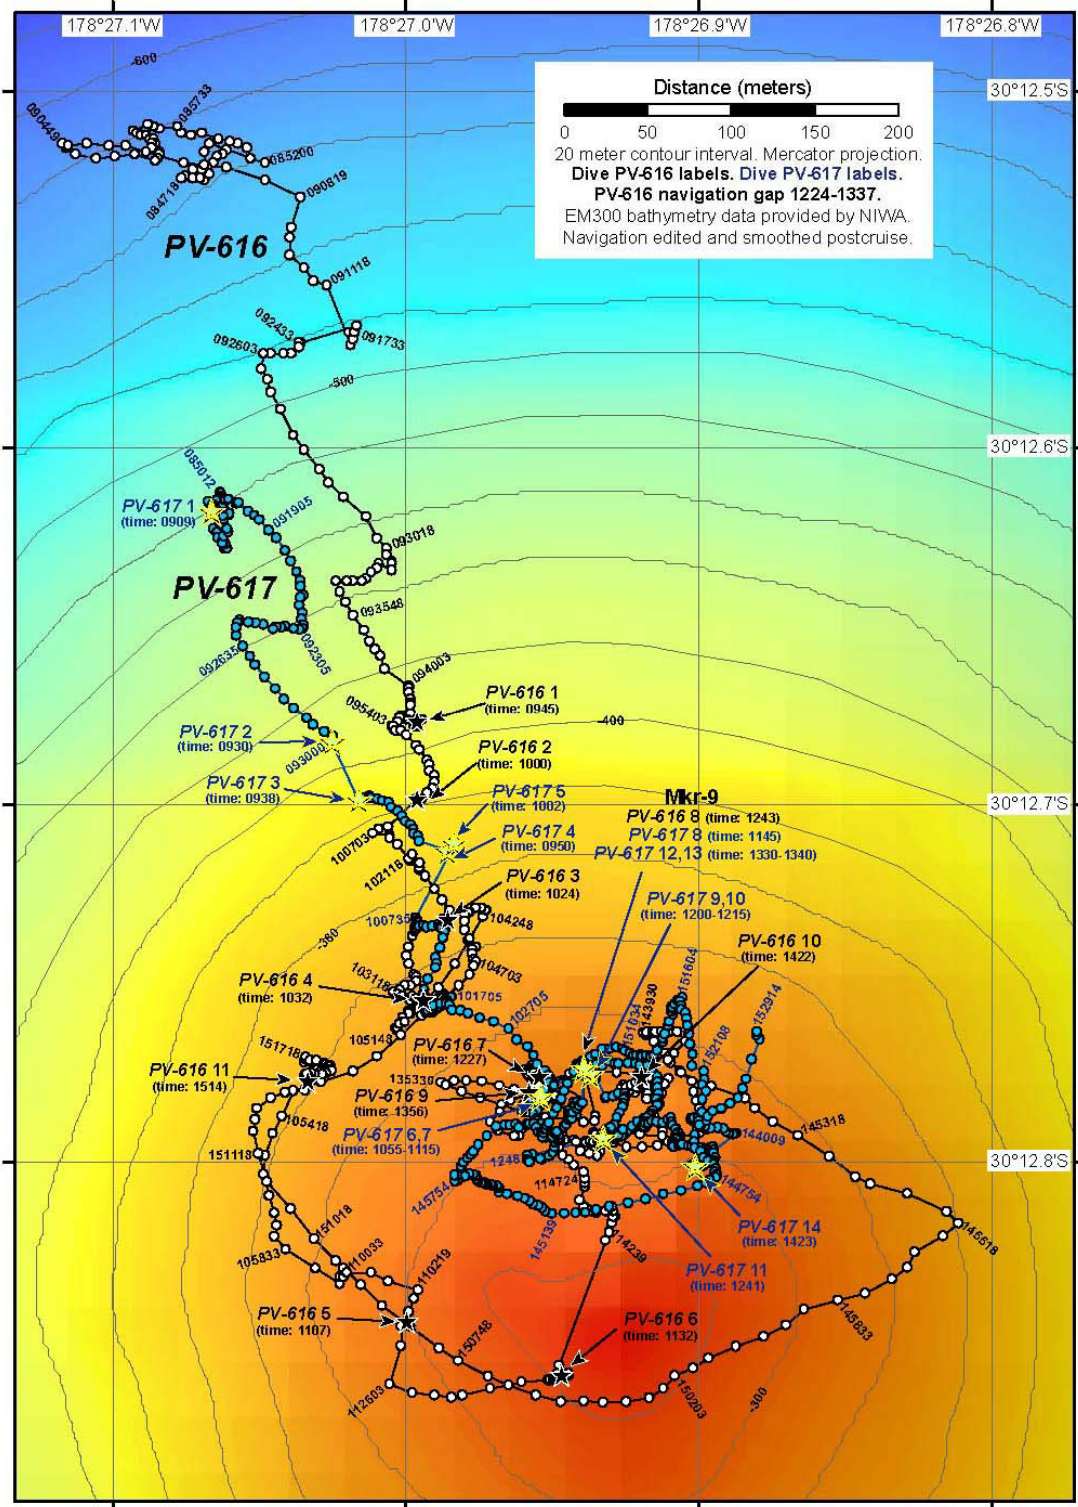 178°27.1'W
178°27.0'W
178°26.9'W
178°26.8'W
-600
085733
090449
30°12.5'S
Distance (meters)
0 50 100 150 200
20 meter contour interval. Mercator projection.
Dive PV-616 labels. Dive PV-617 labels.
PV-616 navigation gap 1224-1337.
EM300 bathymetry data provided by NIWA.
Navigation edited and smoothed postcruise.
085200
084718
090819
PV-616
091118
092433
091733
092603
-500
30°12.6'S
085012
PV-617 1
(time: 0909)
091905
093018
PV-617
093548
092305
092635
094003
095403
PV-616 1
(time: 0945)
-400
PV-617 2
(time: 0930)
093000
PV-616 2
(time: 1000)
PV-617 3
(time: 0938)
PV-617 5
(time: 1002)
Mkr-9
30°12.7'S
PV-616 8 (time: 1243)
PV-617 8 (time: 1145)
PV-617 12,13 (time: 1330-1340)
PV-617 4
(time: 0950)
100703
102118
PV-616 3
(time: 1024)
PV-617 9,10
(time: 1200-1215)
100735
104248
-360
PV-616 10
(time: 1422)
103118
104703
151604
PV-616 4
(time: 1032)
101705
102705
143930
151034
152914
105148
PV-616 7
(time: 1227)
152108
151718
PV-616 11
(time: 1514)
135339
PV-616 9
(time: 1356)
105418
PV-617 6,7
(time: 1055-1115)
145318
144009
151118
1248
30°12.8'S
114724
145754
144754
151018
145139
114239
PV-617 14
(time: 1423)
145618
105833
110033
110219
PV-617 11
(time: 1241)
PV-616 5
(time: 1107)
PV-616 6
(time: 1132)
145833
150748
112603
150203
-300